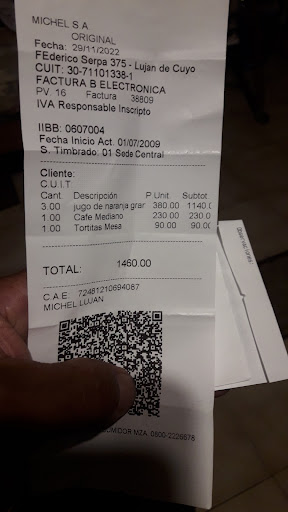 MICHEL S A
ORIGINAL
Fecha: 29/11/2022
FEderico Serpa 375 - Lujan de Cuyo
CUIT: 30-71101338-1
FACTURA B ELECTRONICA
PV. 16 Factura 38809
IVA Responsable Inscripto
IIBB: 0607004
Fecha Inicio Act. 01/07/2009
S. Timbrado: 01 Sede Central
Cliente:
C.U.I.T
Cant Descripción P.Unit Subtot
3.00 jugo de naranja grar 380.00 1140.0
1.00 Cafe Mediano 230.00 230.0
1.00 Tortitas Mesa 90.00 90.00
TOTAL: 1460.00
C.A.E. 72481210694087
MICHEL LUJAN
MZA: 0800-2226678